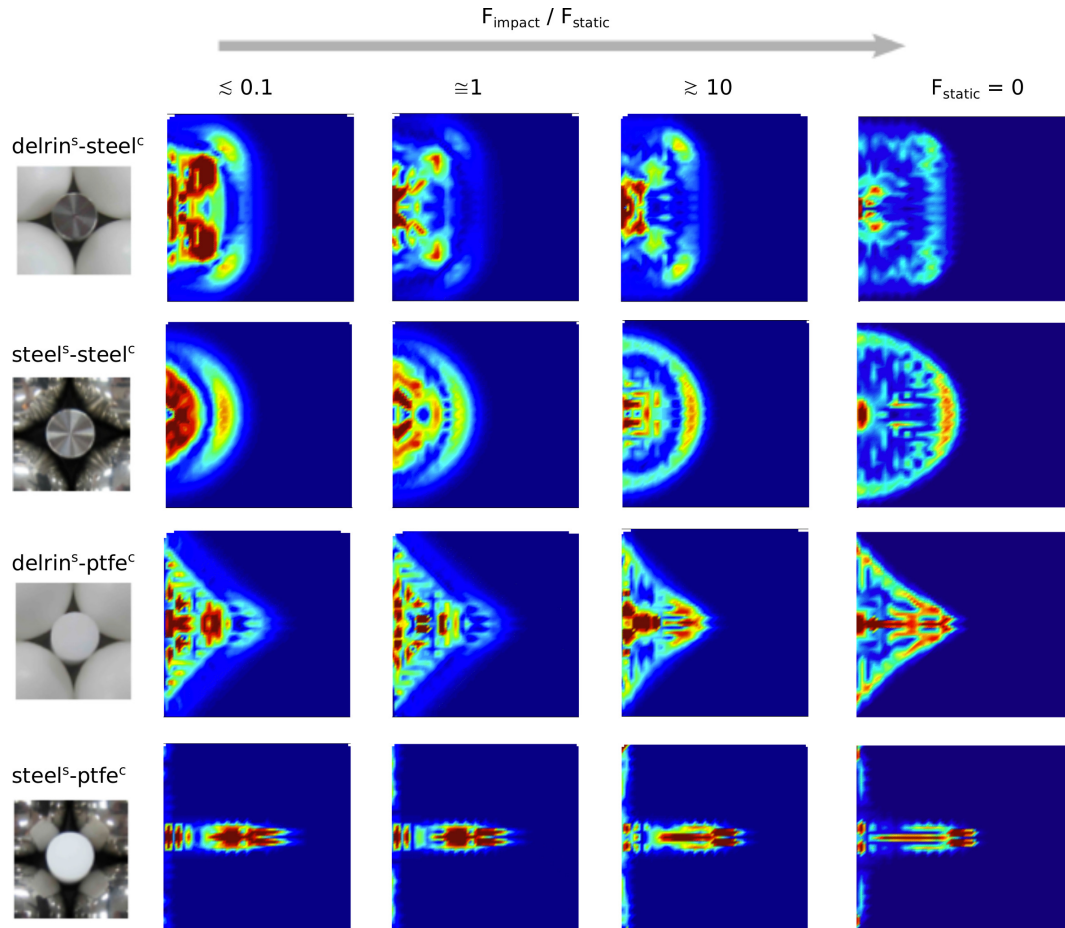 F_impact / F_static
≲ 0.1 ≅1 ≳ 10 F_static = 0
delrin^s-steel^c
steel^s-steel^c
delrin^s-ptfe^c
steel^s-ptfe^c